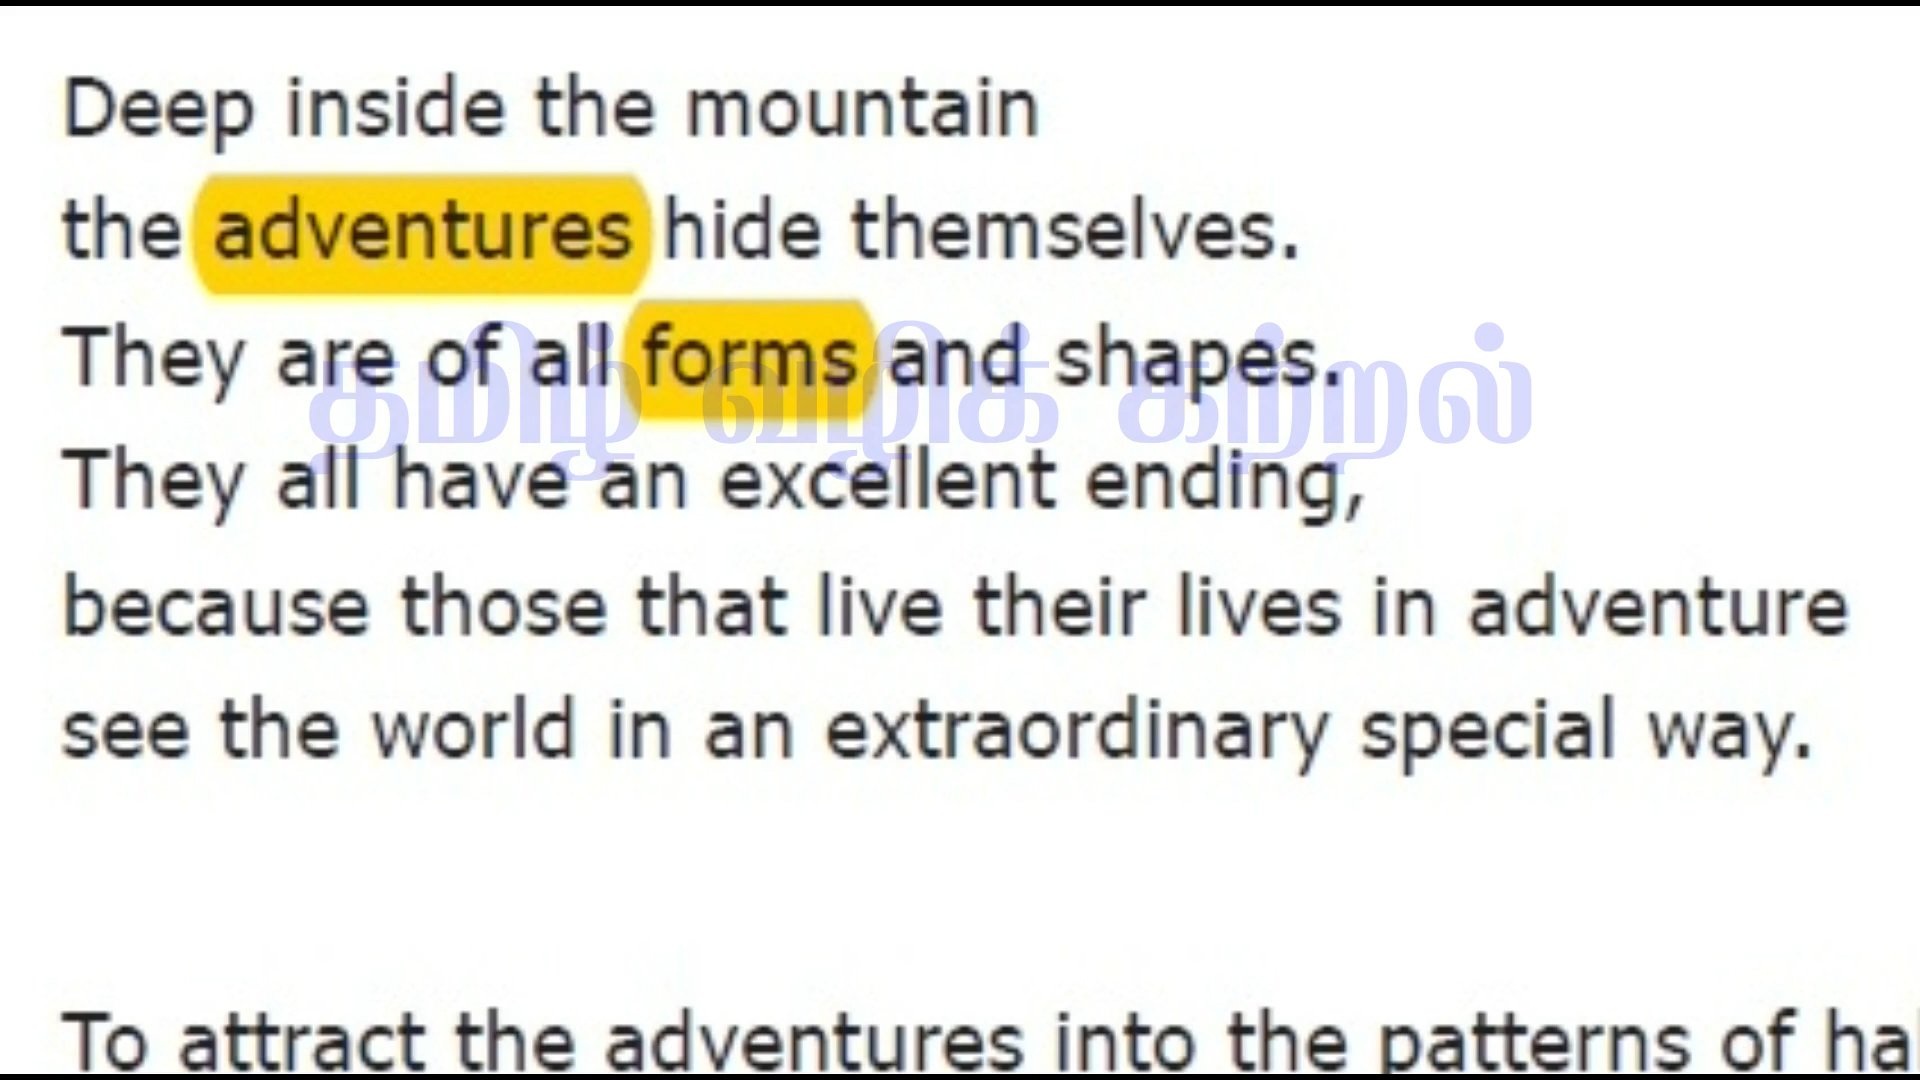 Deep inside the mountain
the adventures hide themselves.
They are of all forms and shapes.
தமிழ் வழிக் கற்றல்
They all have an excellent ending,
because those that live their lives in adventure
see the world in an extraordinary special way.
To attract the adventures into the patterns of